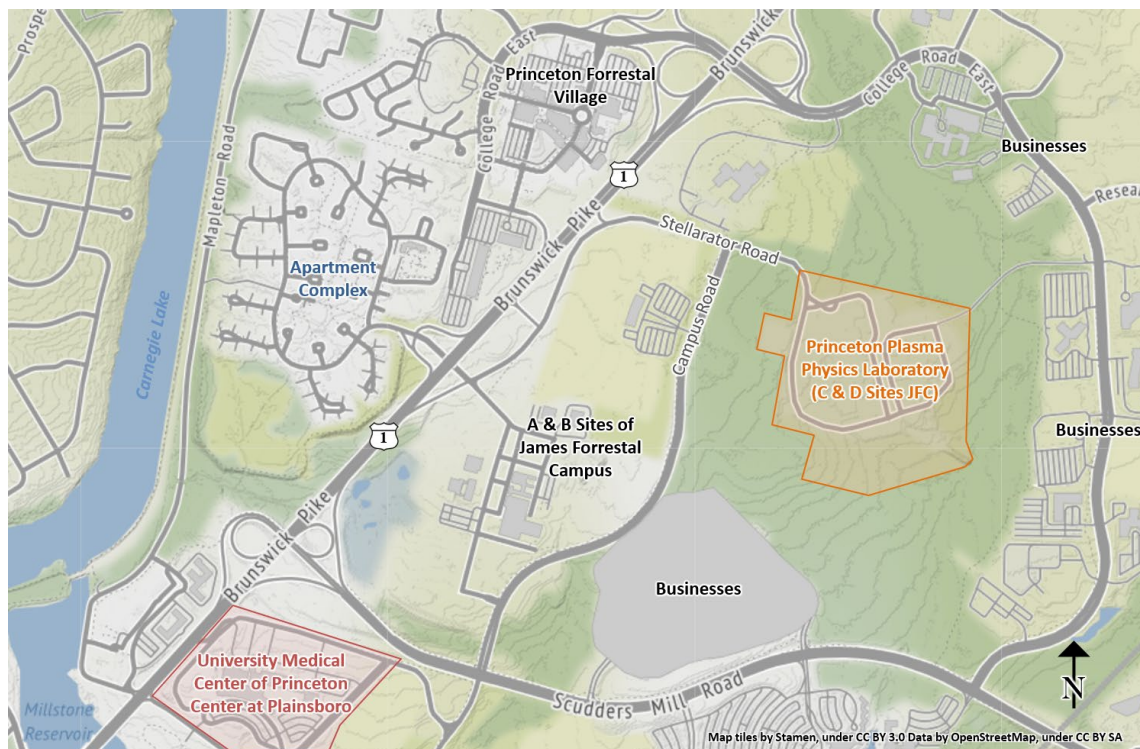 Prospe
College Road East
Brunswick
Princeton Forrestal
Village
College Road East
Businesses
Mapleton Road
1
Resear
Stellarator Road
Brunswick Pike
Apartment
Complex
Carnegie Lake
Campus Road
Princeton Plasma
Physics Laboratory
(C & D Sites JFC)
A & B Sites of
James Forrestal
Campus
Businesses
1
Brunswick Pike
Businesses
University Medical
Center of Princeton
Center at Plainsboro
Scudders Mill Road
N
Millstone
Reservoir
Map tiles by Stamen, under CC BY 3.0 Data by OpenStreetMap, under CC BY SA